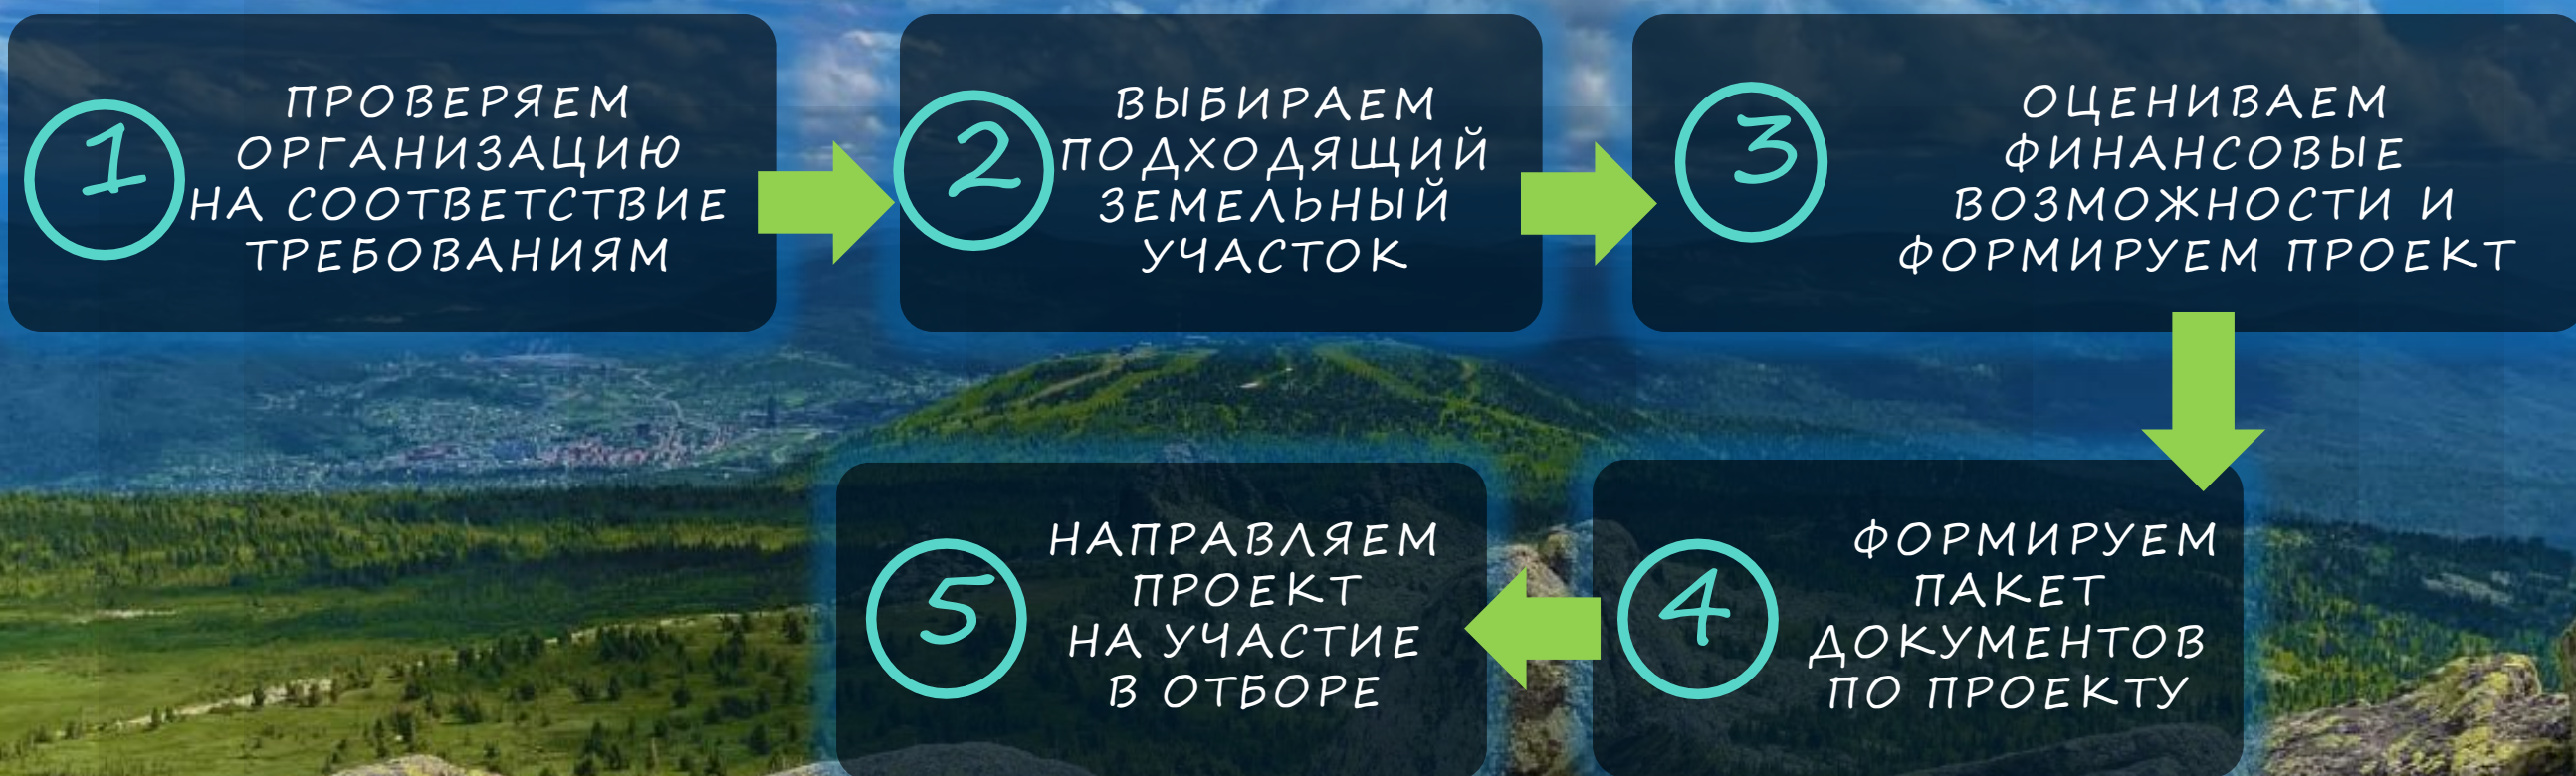 1
ПРОВЕРЯЕМ
ОРГАНИЗАЦИЮ
НА СООТВЕТСТВИЕ
ТРЕБОВАНИЯМ
2
ВЫБИРАЕМ
ПОДХОДЯЩИЙ
ЗЕМЕЛЬНЫЙ
УЧАСТОК
3
ОЦЕНИВАЕМ
ФИНАНСОВЫЕ
ВОЗМОЖНОСТИ И
ФОРМИРУЕМ ПРОЕКТ
4
ФОРМИРУЕМ
ПАКЕТ
ДОКУМЕНТОВ
ПО ПРОЕКТУ
5
НАПРАВЛЯЕМ
ПРОЕКТ
НА УЧАСТИЕ
В ОТБОРЕ